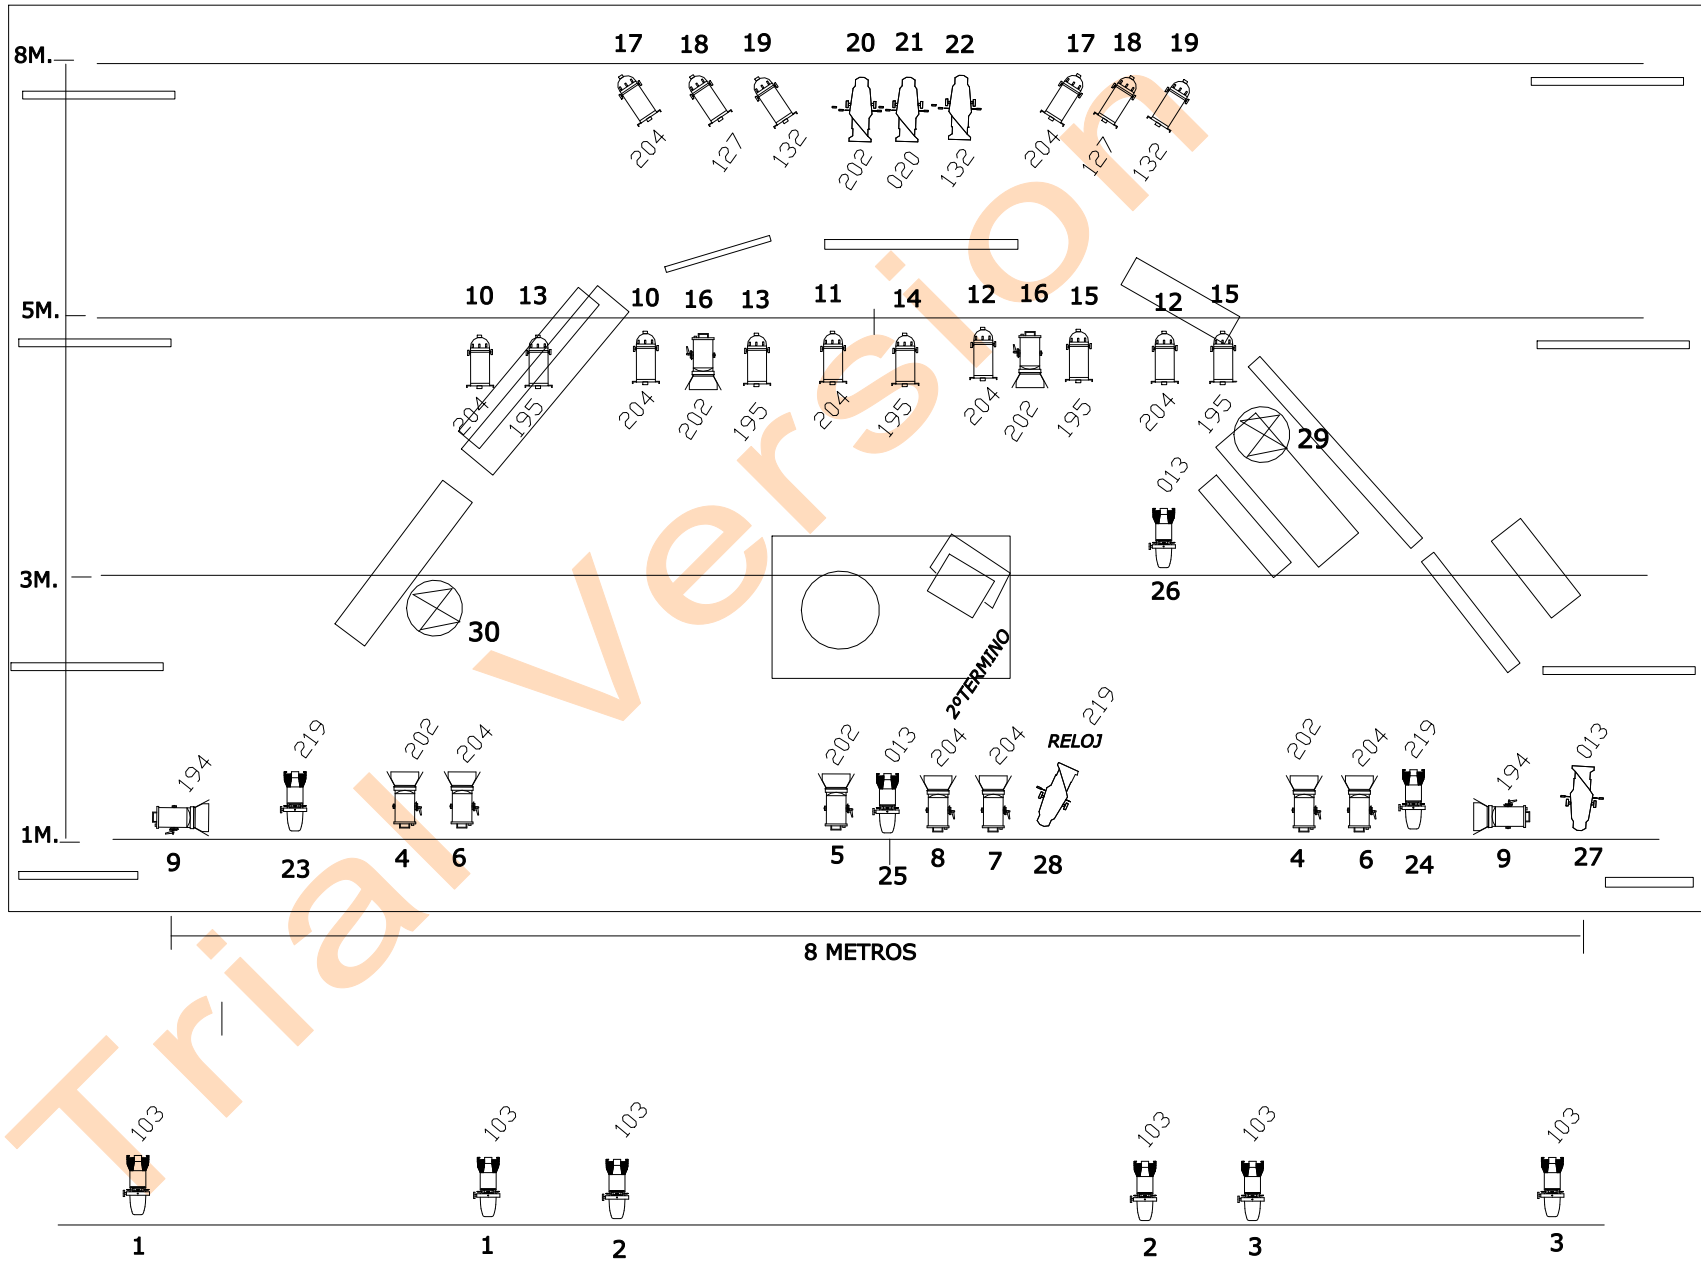 8M.
17 18 19 20 21 22 17 18 19
204 127 132 202 020 132 204 127 132
5M.
10 13 10 16 13 11 14 12 16 15 12 15
204 195 204 202 195 204 195 204 202 195 204 195
29
013
3M.
26
30
2ºTERMINO
RELOJ
194 219 202 204 202 013 204 204 219 202 204 219 194 013
1M.
9 23 4 6 5 25 8 7 28 4 6 24 9 27
8 METROS
103 103 103 103 103 103
1 1 2 2 3 3
Trial Version